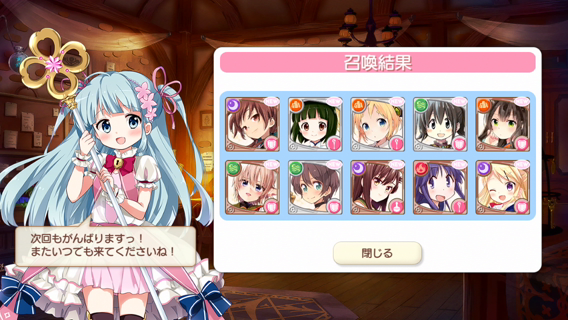 召喚結果
次回もがんばりますっ！
またいつでも来てくださいね！
閉じる